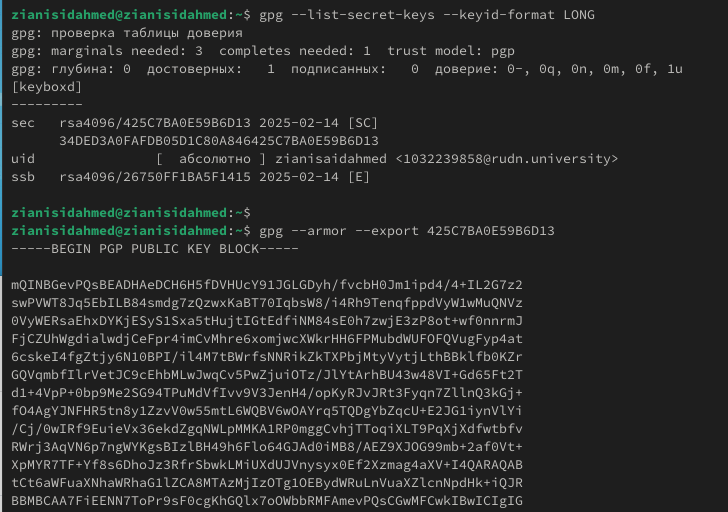 zianisidahmed@zianisidahmed:~$ gpg --list-secret-keys --keyid-format LONG
gpg: проверка таблицы доверия
gpg: marginals needed: 3  completes needed: 1  trust model: pgp
gpg: глубина: 0  достоверных:   1  подписанных:   0  доверие: 0-, 0q, 0n, 0m, 0f, 1u
[keyboxd]
---------
sec   rsa4096/425C7BA0E59B6D13 2025-02-14 [SC]
      34DED3A0FAFDB05D1C80A846425C7BA0E59B6D13
uid               [  абсолютно ] zianisaidahmed <1032239858@rudn.university>
ssb   rsa4096/26750FF1BA5F1415 2025-02-14 [E]
zianisidahmed@zianisidahmed:~$
zianisidahmed@zianisidahmed:~$ gpg --armor --export 425C7BA0E59B6D13
-----BEGIN PGP PUBLIC KEY BLOCK-----
mQINBGevPQsBEADHAeDCH6H5fDVHUcY91JGLGDyh/fvcbH0Jm1ipd4/4+IL2G7z2
swPVWT8Jq5EbILB84smdg7zQzwxKaBT70IqbsW8/i4Rh9TenqfppdVyW1wMuQNVz
0VyWERsaEhxDYKjESyS1Sxa5tHujtIGtEdfiNM84sE0h7zwjE3zP8ot+wf0nnrmJ
FjCZUhWgdialwdjCeFpr4imCvMhre6xomjwcXWkrHH6FPMubdWUFOFQVugFyp4at
6cskeI4fgZtjy6N10BPI/il4M7tBWrfsNNRikZkTXPbjMtyVytjLthBBklfb0KZr
GQVqmbfIlrVetJC9cEhbMLwJwqCv5PwZjuiOTz/JlYtArhBU43w48VI+Gd65Ft2T
d1+4VpP+0bp9Me2SG94TPuMdVfIvv9V3JenH4/opKyRJvJRt3Fyqn7ZllnQ3kGj+
fO4AgYJNFHR5tn8y1ZzvV0w55mtL6WQBV6wOAYrq5TQDgYbZqcU+E2JG1iynVlYi
/Cj/0wIRf9EuieVx36ekdZgqNWLpMMKA1RP0mggCvhjTToqiXLT9PqXjXdfwtbfv
RWrj3AqVN6p7ngWYKgsBIzlBH49h6Flo64GJAd0iMB8/AEZ9XJOG99mb+2af0Vt+
XpMYR7TF+Yf8s6DhoJz3RfrSbwkLMiUXdUJVnysyx0Ef2Xzmag4aXV+I4QARAQAB
tCt6aWFuaXNhaWRhaG1lZCA8MTAzMjIzOTg1OEBydWRuLnVuaXZlcnNpdHk+iQJR
BBMBCAA7FiEENN7ToPr9sF0cgKhGQlx7oOWbbRMFAmevPQsCGwMFCwkIBwICIgIG